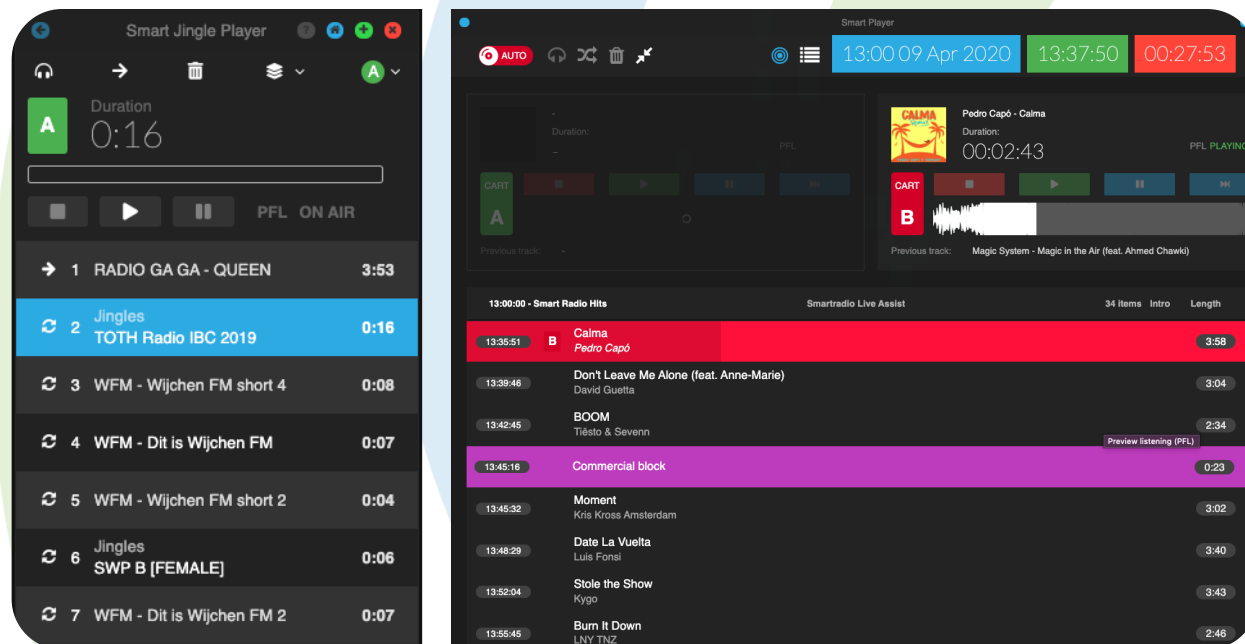 Smart Jingle Player
?
A
A
Duration
0:16
PFL ON AIR
1 RADIO GA GA - QUEEN 3:53
2 Jingles
TOTH Radio IBC 2019 0:16
3 WFM - Wijchen FM short 4 0:08
4 WFM - Dit is Wijchen FM 0:07
5 WFM - Wijchen FM short 2 0:04
6 Jingles
SWP B [FEMALE] 0:06
7 WFM - Dit is Wijchen FM 2 0:07
Smart Player
AUTO
13:00 09 Apr 2020
13:37:50
00:27:53
-
Duration:
–
PFL
CART
A
Previous track: -
CALMA
Pedro Capó - Calma
Duration:
00:02:43
PFL PLAYING
CART
B
Previous track: Magic System - Magic in the Air (feat. Ahmed Chawki)
13:00:00 - Smart Radio Hits Smartradio Live Assist 34 items Intro Length
13:35:51 B Calma 3:58
Pedro Capó
13:39:46 Don't Leave Me Alone (feat. Anne-Marie) 3:04
David Guetta
13:42:45 BOOM 2:34
Tiësto & Sevenn
Preview listening (PFL)
13:45:16 Commercial block 0:23
13:45:32 Moment 3:02
Kris Kross Amsterdam
13:48:29 Date La Vuelta 3:40
Luis Fonsi
13:52:04 Stole the Show 3:43
Kygo
13:55:45 Burn It Down 2:46
LNY TNZ